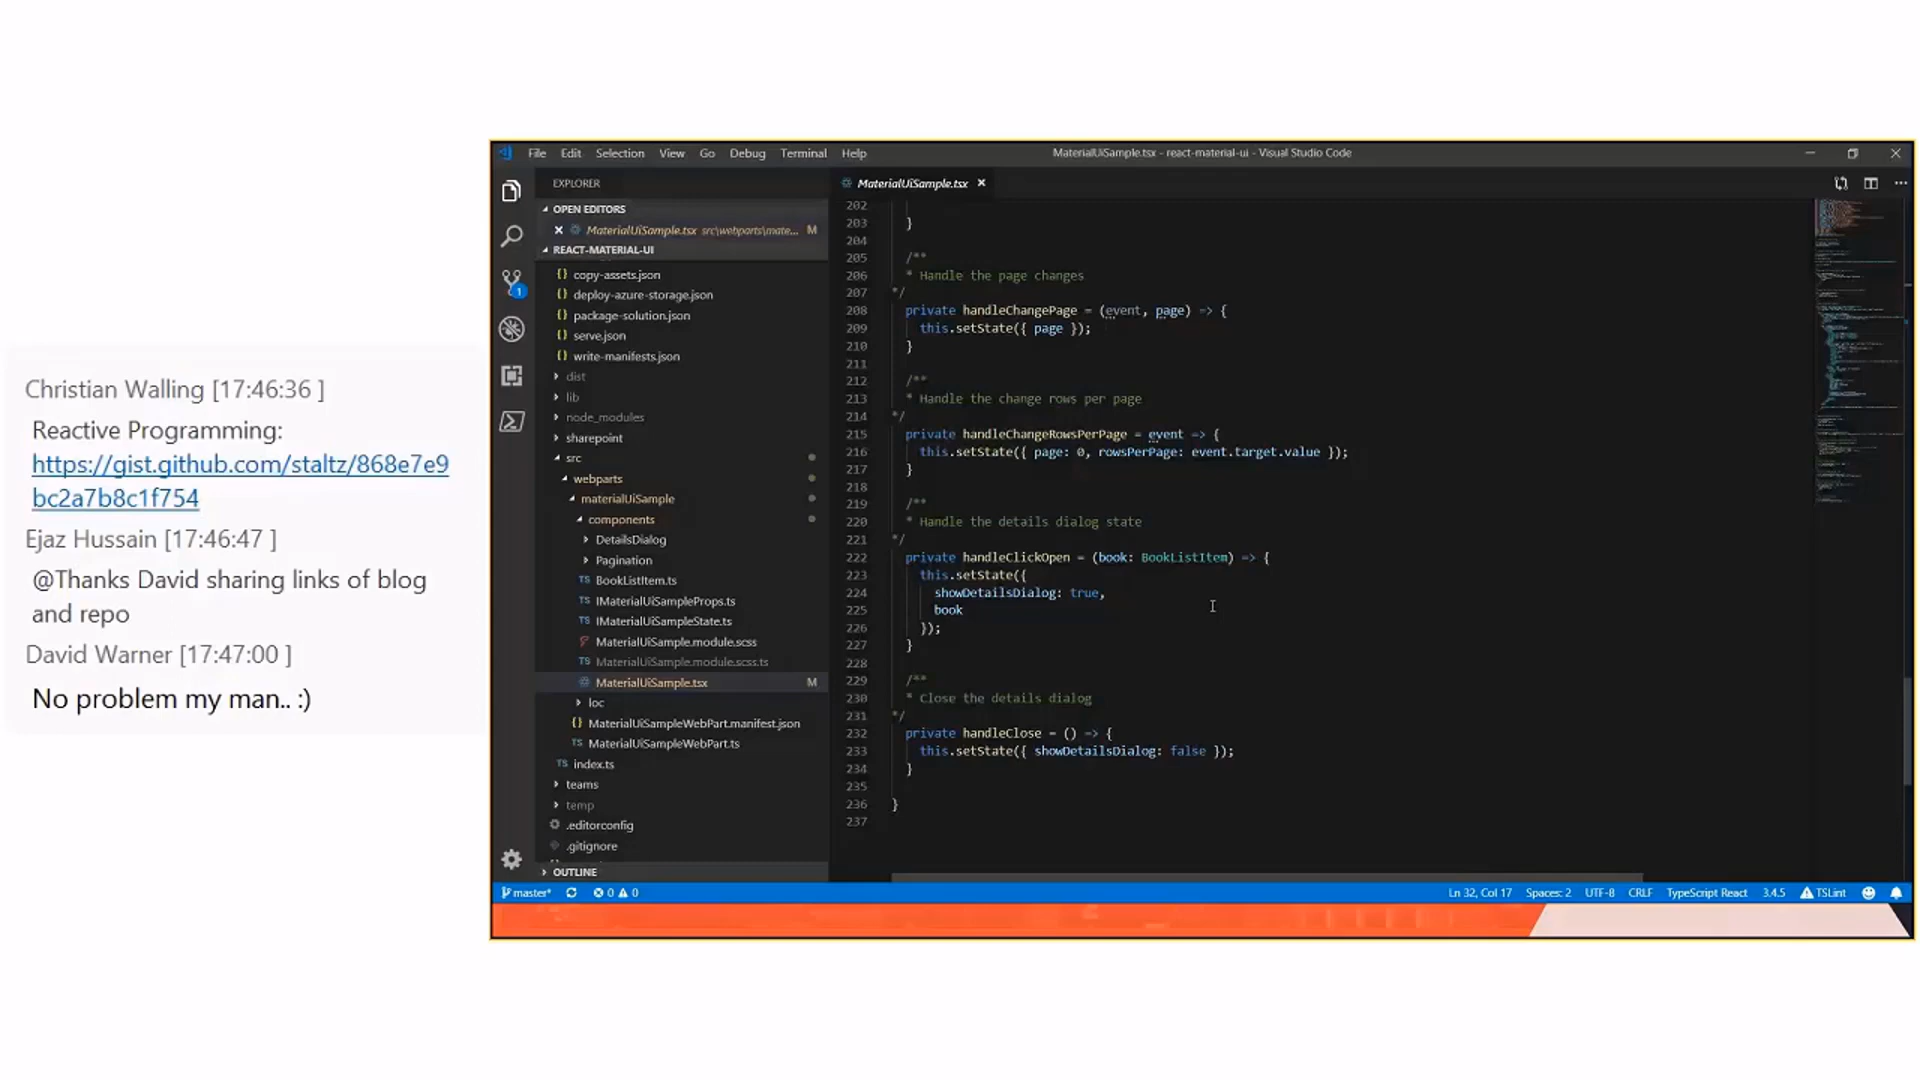 Christian Walling [17:46:36 ]
Reactive Programming:
https://gist.github.com/staltz/868e7e9
bc2a7b8c1f754
Ejaz Hussain [17:46:47 ]
@Thanks David sharing links of blog
and repo
David Warner [17:47:00 ]
No problem my man.. :)
File Edit Selection View Go Debug Terminal Help
MaterialUiSample.tsx - react-material-ui - Visual Studio Code
EXPLORER
OPEN EDITORS
MaterialUiSample.tsx src\webparts\mate... M
REACT-MATERIAL-UI
copy-assets.json
deploy-azure-storage.json
package-solution.json
serve.json
write-manifests.json
dist
lib
node_modules
sharepoint
src
webparts
materialUiSample
components
DetailsDialog
Pagination
TS BookListItem.ts
TS IMaterialUiSampleProps.ts
TS IMaterialUiSampleState.ts
MaterialUiSample.module.scss
TS MaterialUiSample.module.scss.ts
MaterialUiSample.tsx M
loc
MaterialUiSampleWebPart.manifest.json
TS MaterialUiSampleWebPart.ts
TS index.ts
teams
temp
.editorconfig
.gitignore
OUTLINE
MaterialUiSample.tsx
202
203 }
204
205 /**
206 * Handle the page changes
207 */
208 private handleChangePage = (event, page) => {
209 this.setState({ page });
210 }
211
212 /**
213 * Handle the change rows per page
214 */
215 private handleChangeRowsPerPage = event => {
216 this.setState({ page: 0, rowsPerPage: event.target.value });
217 }
218
219 /**
220 * Handle the details dialog state
221 */
222 private handleClickOpen = (book: BookListItem) => {
223 this.setState({
224 showDetailsDialog: true,
225 book
226 });
227 }
228
229 /**
230 * Close the details dialog
231 */
232 private handleClose = () => {
233 this.setState({ showDetailsDialog: false });
234 }
235
236 }
237
master* 0 0
Ln 32, Col 17 Spaces: 2 UTF-8 CRLF TypeScript React 3.4.5 TSLint